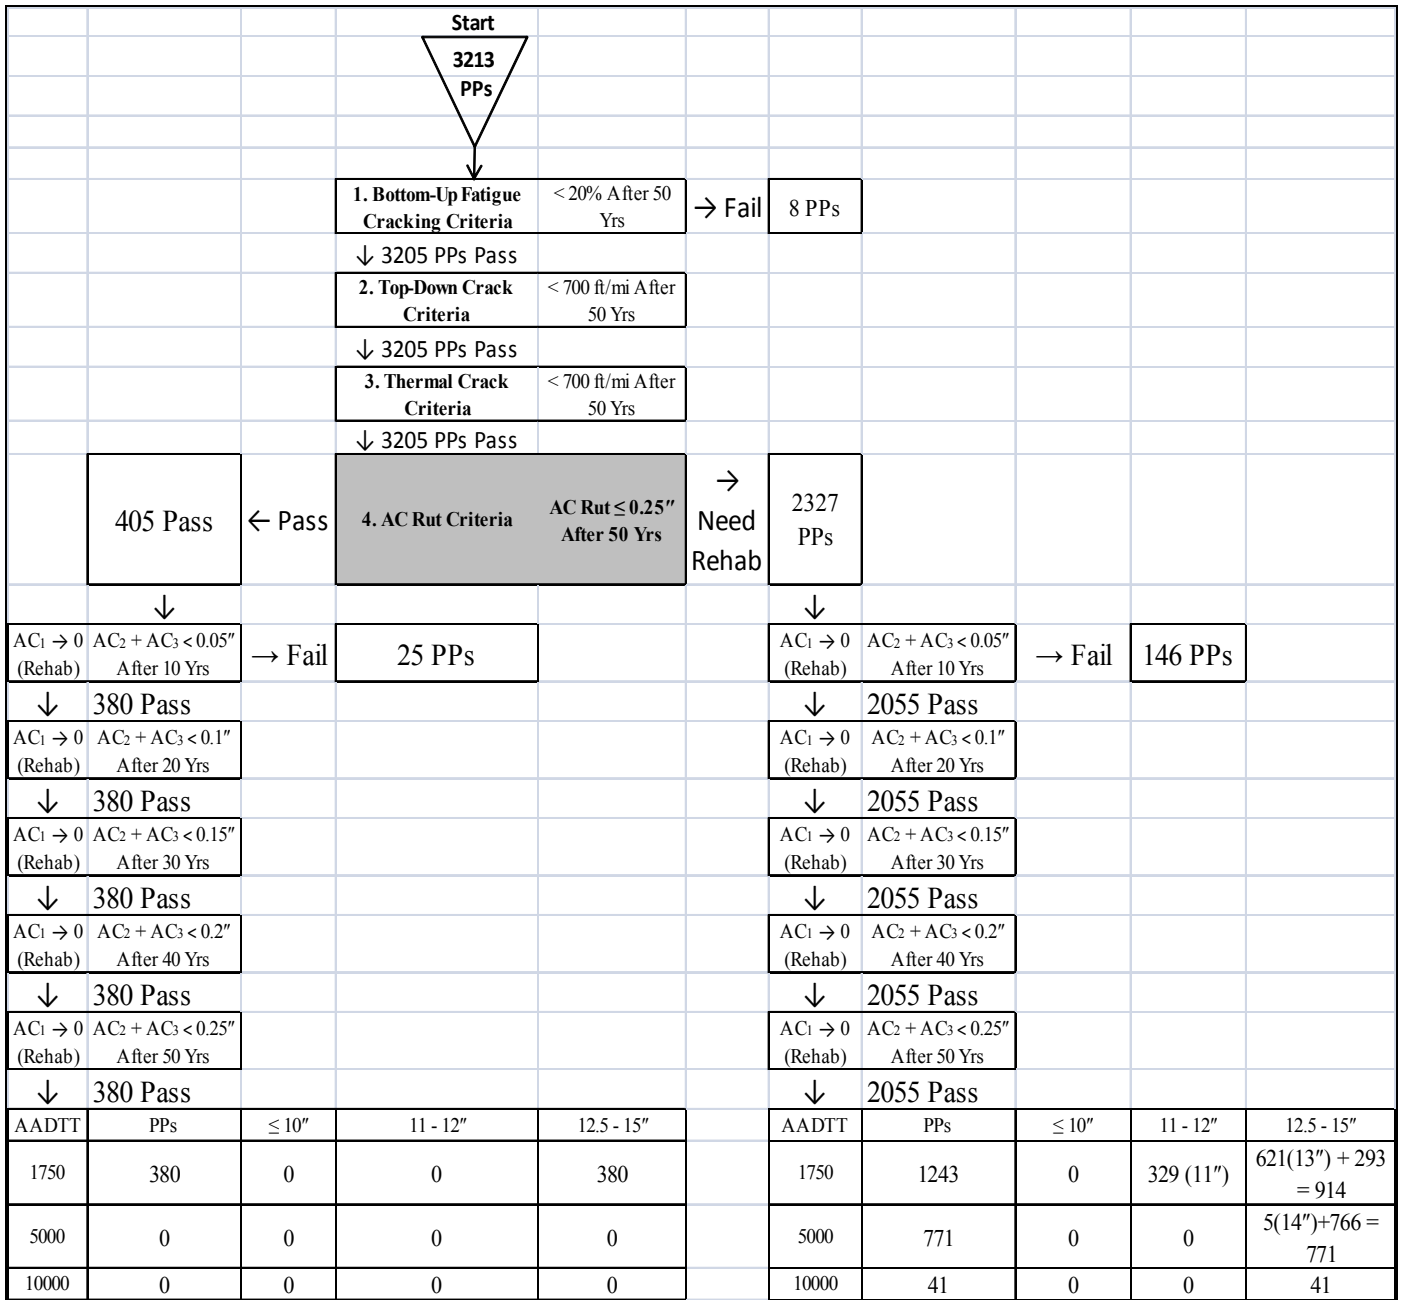 Start
3213
PPs
1. Bottom-Up Fatigue
Cracking Criteria
< 20% After 50
Yrs
→ Fail
8 PPs
↓ 3205 PPs Pass
2. Top-Down Crack
Criteria
< 700 ft/mi After
50 Yrs
↓ 3205 PPs Pass
3. Thermal Crack
Criteria
< 700 ft/mi After
50 Yrs
↓ 3205 PPs Pass
405 Pass
← Pass
4. AC Rut Criteria
AC Rut ≤ 0.25″
After 50 Yrs
→
Need
Rehab
2327
PPs
↓
↓
AC₁ → 0
(Rehab)
AC₂ + AC₃ < 0.05″
After 10 Yrs
→ Fail
25 PPs
AC₁ → 0
(Rehab)
AC₂ + AC₃ < 0.05″
After 10 Yrs
→ Fail
146 PPs
↓ 380 Pass
↓ 2055 Pass
AC₁ → 0
(Rehab)
AC₂ + AC₃ < 0.1″
After 20 Yrs
AC₁ → 0
(Rehab)
AC₂ + AC₃ < 0.1″
After 20 Yrs
↓ 380 Pass
↓ 2055 Pass
AC₁ → 0
(Rehab)
AC₂ + AC₃ < 0.15″
After 30 Yrs
AC₁ → 0
(Rehab)
AC₂ + AC₃ < 0.15″
After 30 Yrs
↓ 380 Pass
↓ 2055 Pass
AC₁ → 0
(Rehab)
AC₂ + AC₃ < 0.2″
After 40 Yrs
AC₁ → 0
(Rehab)
AC₂ + AC₃ < 0.2″
After 40 Yrs
↓ 380 Pass
↓ 2055 Pass
AC₁ → 0
(Rehab)
AC₂ + AC₃ < 0.25″
After 50 Yrs
AC₁ → 0
(Rehab)
AC₂ + AC₃ < 0.25″
After 50 Yrs
↓ 380 Pass
↓ 2055 Pass
AADTT PPs ≤ 10″ 11 - 12″ 12.5 - 15″
1750 380 0 0 380
5000 0 0 0 0
10000 0 0 0 0
AADTT PPs ≤ 10″ 11 - 12″ 12.5 - 15″
1750 1243 0 329 (11″) 621(13″) + 293
= 914
5000 771 0 0 5(14″)+766 =
771
10000 41 0 0 41